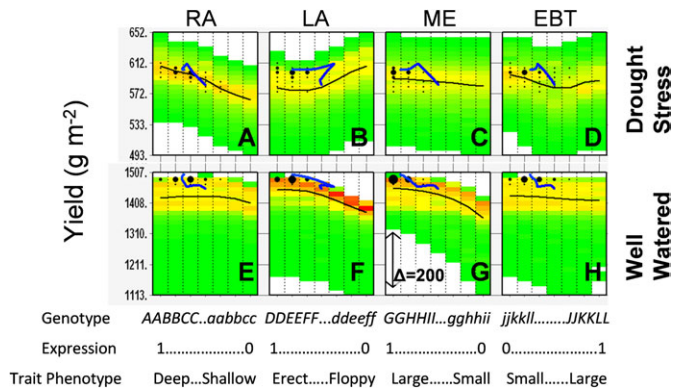 RA LA ME EBT
652.
612.
572.
533.
493.
A B C D
Drought Stress
Yield (g m-2)
1507.
1408.
1310.
1211.
1113.
E F G H
Δ=200
Well Watered
Genotype AABBCC..aabbcc DDEEFF...ddeeff GGHHII...gghhii jjkkll........JJKKLL
Expression 1..............0 1..............0 1..............0 0..............1
Trait Phenotype Deep...Shallow Erect.....Floppy Large......Small Small......Large